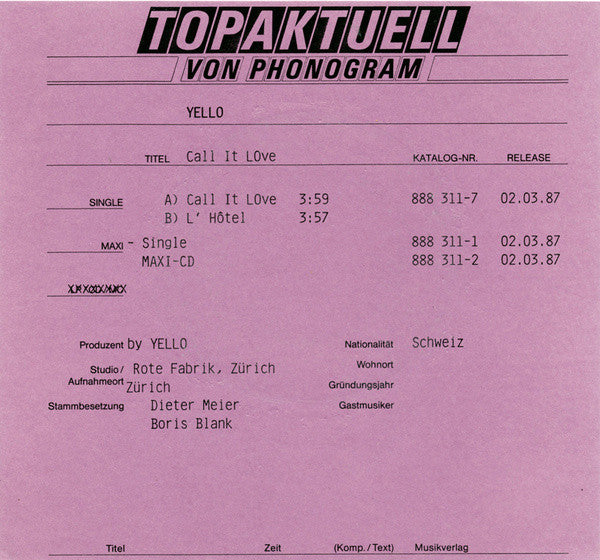 TOPAKTUELL
VON PHONOGRAM
YELLO
TITEL Call It LOve KATALOG-NR. RELEASE
SINGLE A) Call It LOve 3:59 888 311-7 02.03.87
B) L' Hôtel 3:57
MAXI - Single 888 311-1 02.03.87
MAXI-CD 888 311-2 02.03.87
Produzent by YELLO Nationalität Schweiz
Studio/ Rote Fabrik, Zürich Wohnort
Aufnahmeort Zürich Gründungsjahr
Stammbesetzung Dieter Meier Gastmusiker
Boris Blank
Titel Zeit (Komp./Text) Musikverlag